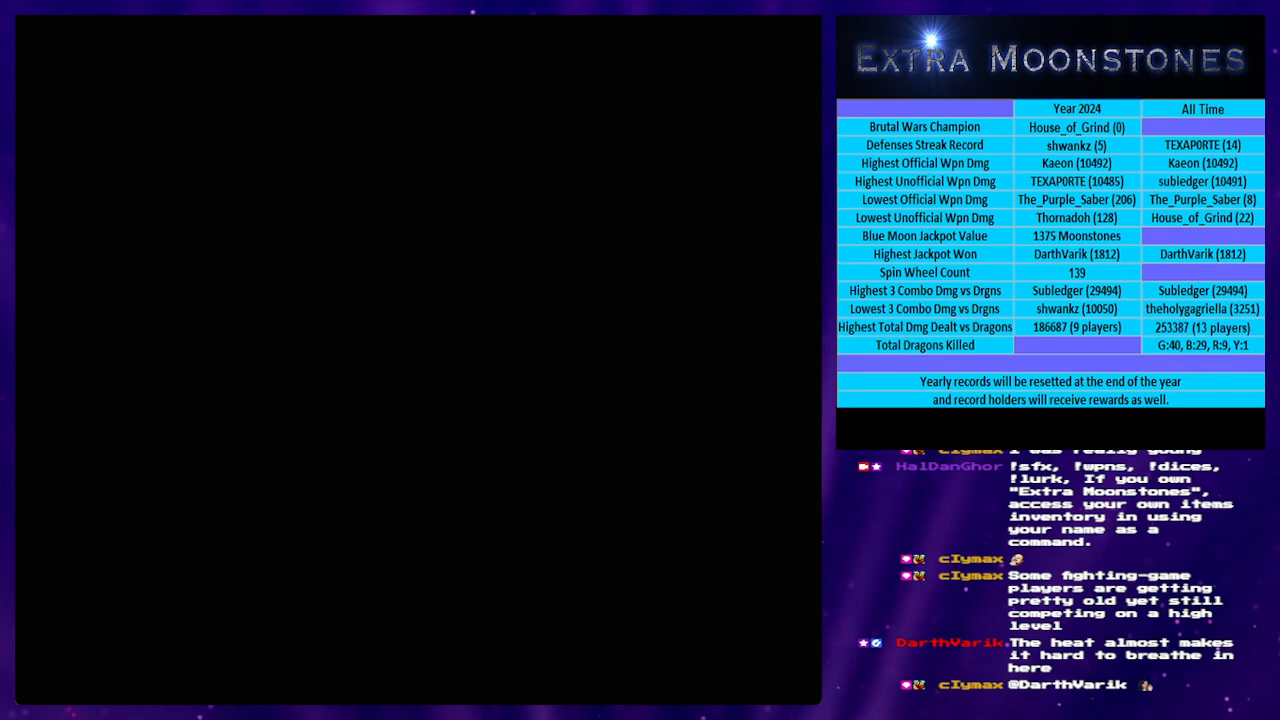 EXTRA MOONSTONES
Year 2024 All Time
Brutal Wars Champion House_of_Grind (0)
Defenses Streak Record shwankz (5) TEXAP0RTE (14)
Highest Official Wpn Dmg Kaeon (10492) Kaeon (10492)
Highest Unofficial Wpn Dmg TEXAP0RTE (10485) subledger (10491)
Lowest Official Wpn Dmg The_Purple_Saber (206) The_Purple_Saber (8)
Lowest Unofficial Wpn Dmg Thornadoh (128) House_of_Grind (22)
Blue Moon Jackpot Value 1375 Moonstones
Highest Jackpot Won DarthVarik (1812) DarthVarik (1812)
Spin Wheel Count 139
Highest 3 Combo Dmg vs Drgns Subledger (29494) Subledger (29494)
Lowest 3 Combo Dmg vs Drgns shwankz (10050) theholygagriella (3251)
Highest Total Dmg Dealt vs Dragons 186687 (9 players) 253387 (13 players)
Total Dragons Killed G:40, B:29, R:9, Y:1
Yearly records will be resetted at the end of the year
and record holders will receive rewards as well.
cIymax I was really young
HalDanGhor !sfx, !wpns, !dices,
!lurk, If you own
"Extra Moonstones",
access your own items
inventory in using
your name as a
command.
cIymax
cIymax Some fighting-game
players are getting
pretty old yet still
competing on a high
level
DarthVarik The heat almost makes
it hard to breathe in
here
cIymax @DarthVarik